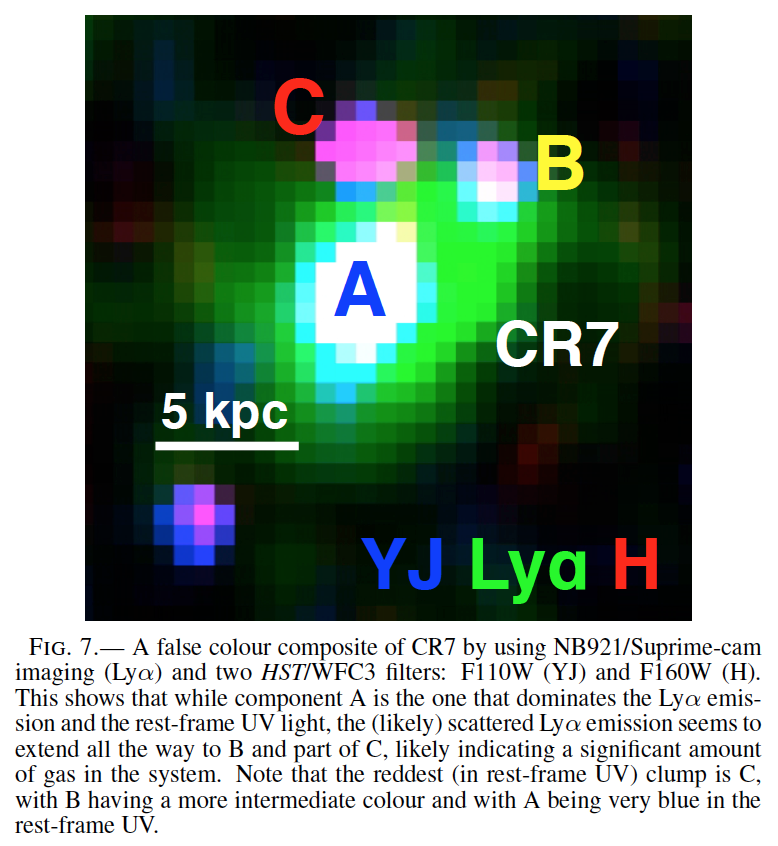 C
B
A
CR7
5 kpc
YJ Lyα H
FIG. 7.— A false colour composite of CR7 by using NB921/Suprime-cam
imaging (Lyα) and two HST/WFC3 filters: F110W (YJ) and F160W (H).
This shows that while component A is the one that dominates the Lyα emis-
sion and the rest-frame UV light, the (likely) scattered Lyα emission seems to
extend all the way to B and part of C, likely indicating a significant amount
of gas in the system. Note that the reddest (in rest-frame UV) clump is C,
with B having a more intermediate colour and with A being very blue in the
rest-frame UV.